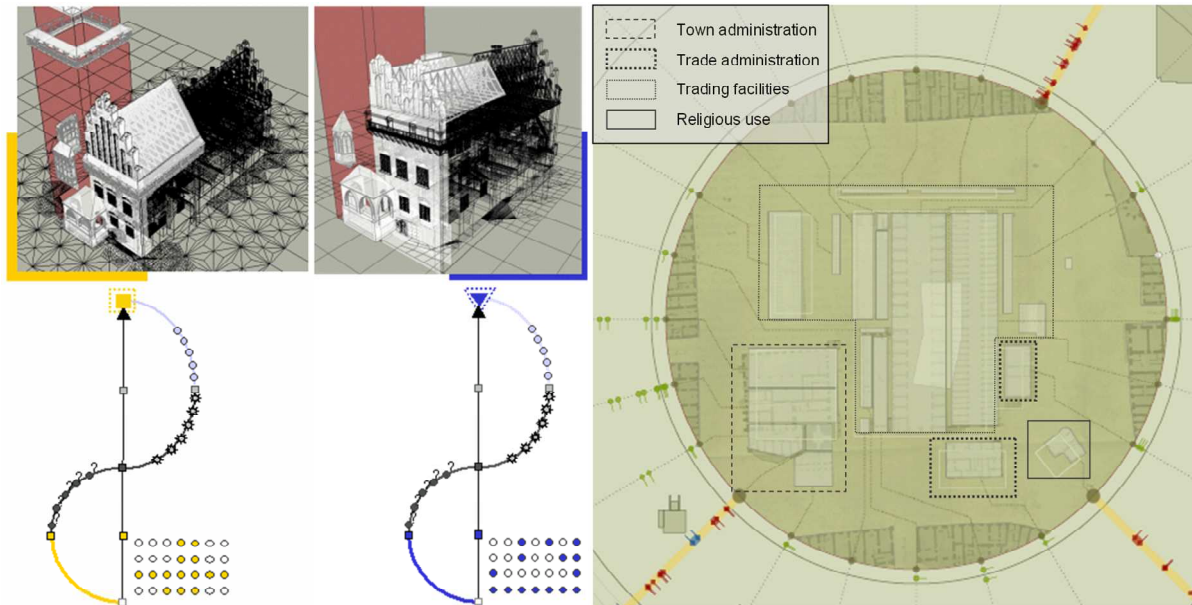 Town administration
Trade administration
Trading facilities
Religious use
? ?
?
? ?
?